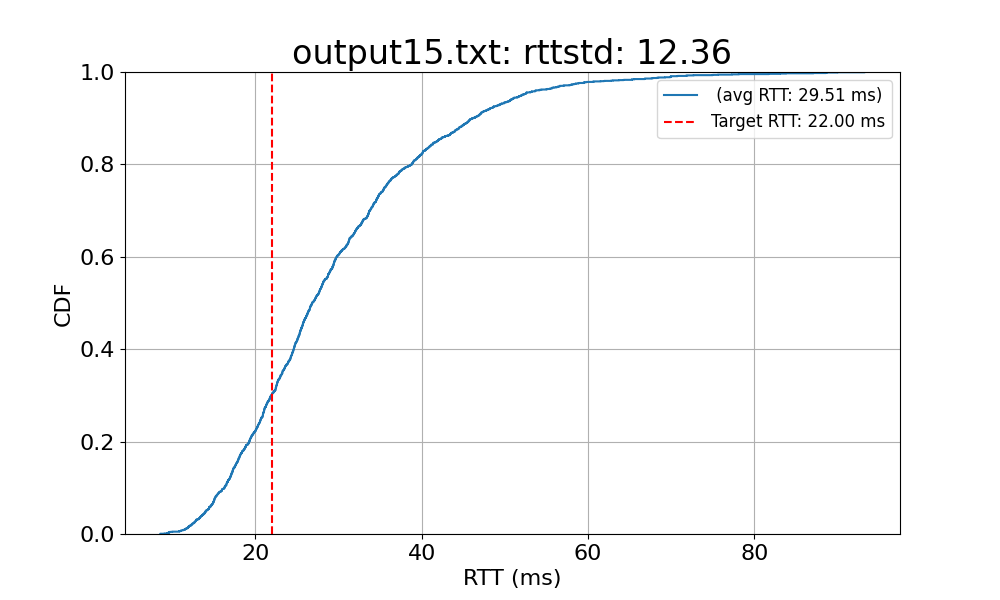 output15.txt: rttstd: 12.36
1.0
0.8
0.6
0.4
0.2
0.0
CDF
(avg RTT: 29.51 ms)
Target RTT: 22.00 ms
20 40 60 80
RTT (ms)